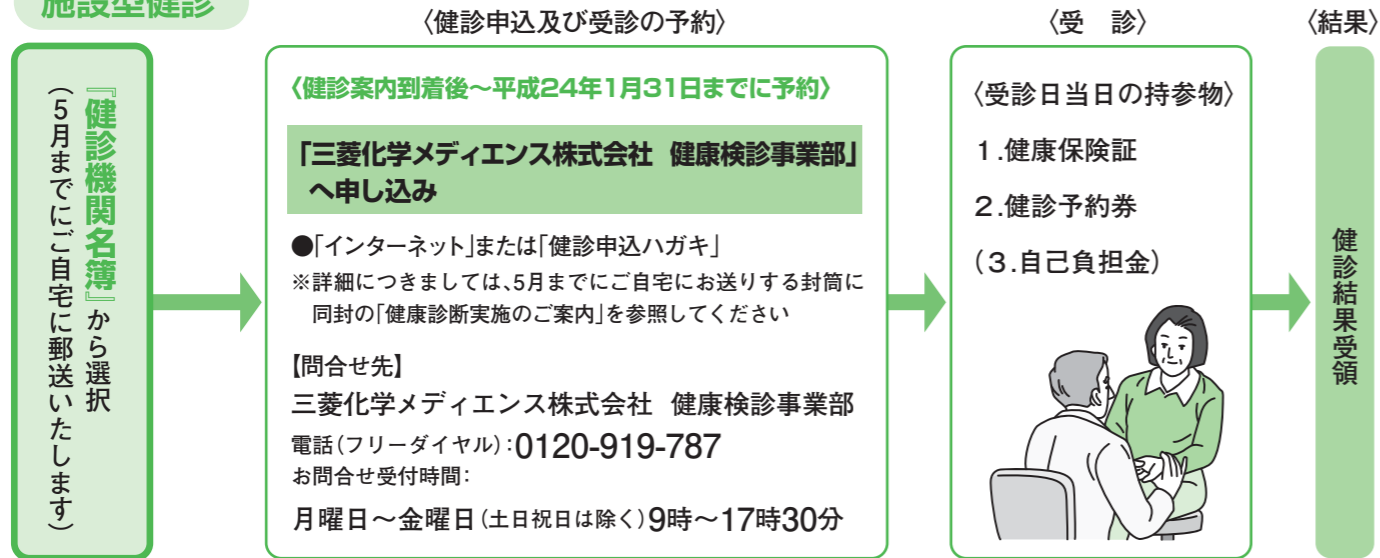 施設型健診
〈健診申込及び受診の予約〉
〈受　診〉
〈結果〉
『健診機関名簿』から選択
（5月までにご自宅に郵送いたします）
〈健診案内到着後～平成24年1月31日までに予約〉
「三菱化学メディエンス株式会社 健康検診事業部」
へ申し込み
●「インターネット」または「健診申込ハガキ」
※詳細につきましては、5月までにご自宅にお送りする封筒に
同封の「健康診断実施のご案内」を参照してください
【問合せ先】
三菱化学メディエンス株式会社 健康検診事業部
電話（フリーダイヤル）：0120-919-787
お問合せ受付時間：
月曜日～金曜日（土日祝日は除く）9時～17時30分
〈受診日当日の持参物〉
1.健康保険証
2.健診予約券
（3.自己負担金）
健診結果受領